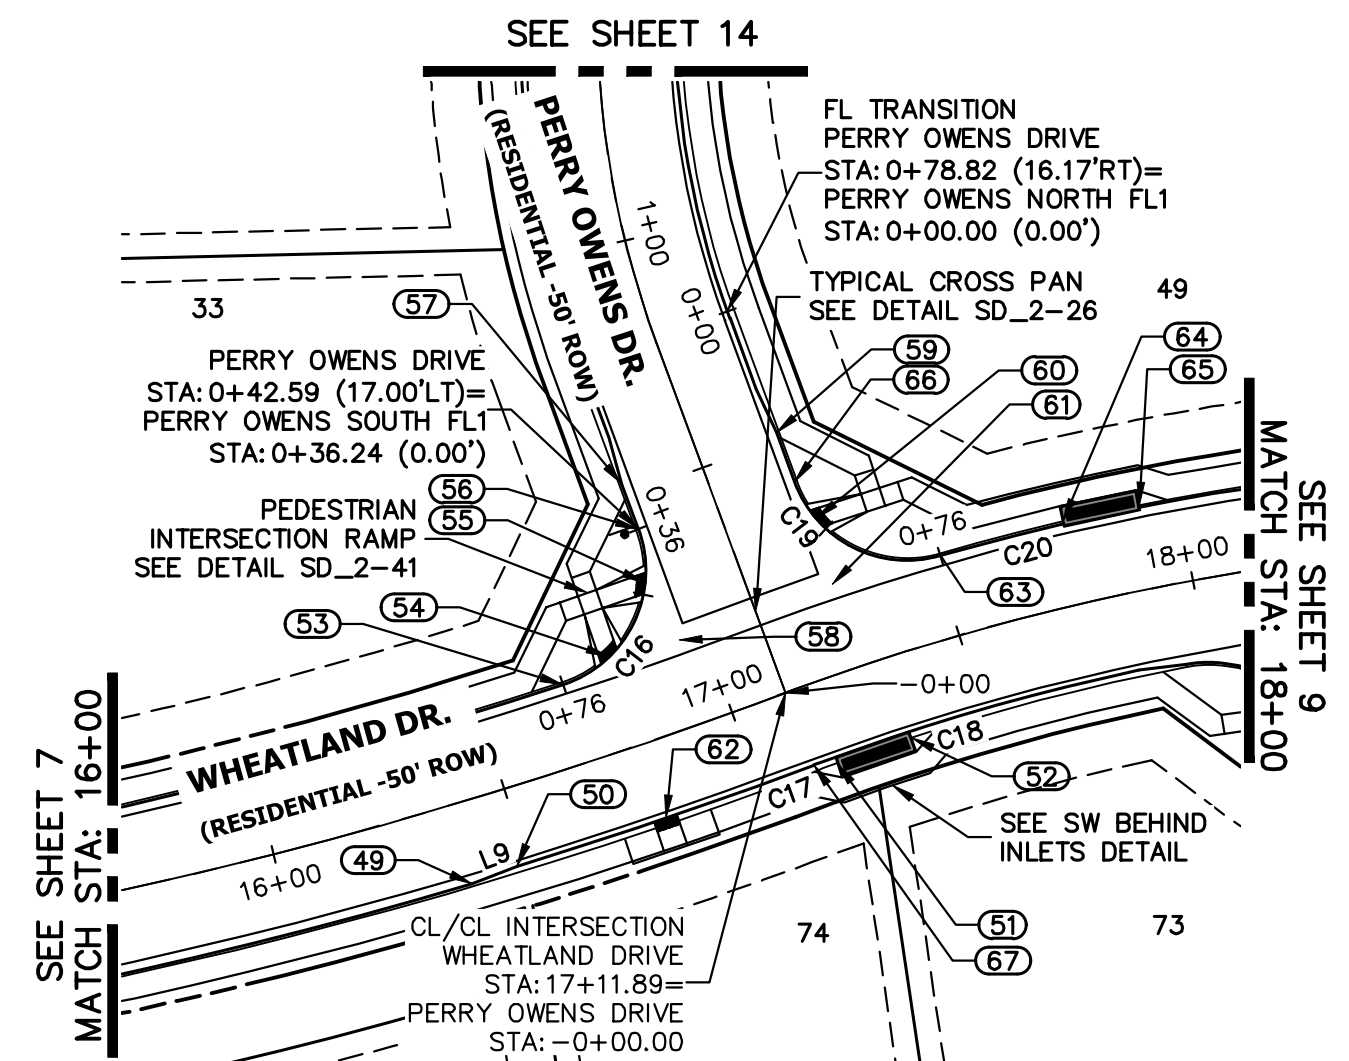 SEE SHEET 14
PERRY OWENS DR.
(RESIDENTIAL -50' ROW)
FL TRANSITION
PERRY OWENS DRIVE
STA: 0+78.82 (16.17'RT)=
PERRY OWENS NORTH FL1
STA: 0+00.00 (0.00')
1+00
0+00
TYPICAL CROSS PAN
SEE DETAIL SD_2-26
49
33
57
PERRY OWENS DRIVE
STA: 0+42.59 (17.00'LT)=
PERRY OWENS SOUTH FL1
STA: 0+36.24 (0.00')
59
66
60
61
64
65
56
55
PEDESTRIAN
INTERSECTION RAMP
SEE DETAIL SD_2-41
54
53
0+36
C19
0+76
C20
18+00
63
58
C16
0+76
17+00
-0+00
MATCH STA: 18+00
SEE SHEET 9
SEE SHEET 7
MATCH STA: 16+00
WHEATLAND DR.
(RESIDENTIAL -50' ROW)
62
50
49
L9
16+00
C17
C18
52
SEE SW BEHIND
INLETS DETAIL
51
67
74
73
CL/CL INTERSECTION
WHEATLAND DRIVE
STA: 17+11.89=
PERRY OWENS DRIVE
STA: -0+00.00